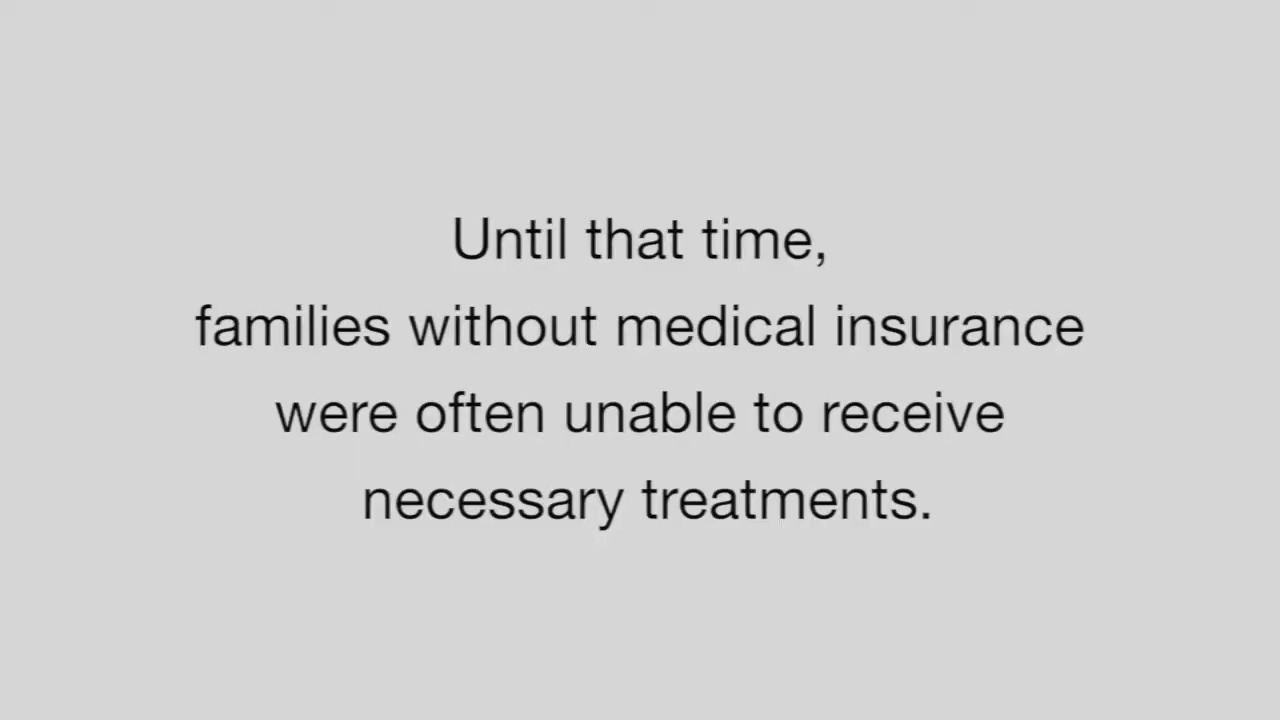 Until that time,
families without medical insurance
were often unable to receive
necessary treatments.